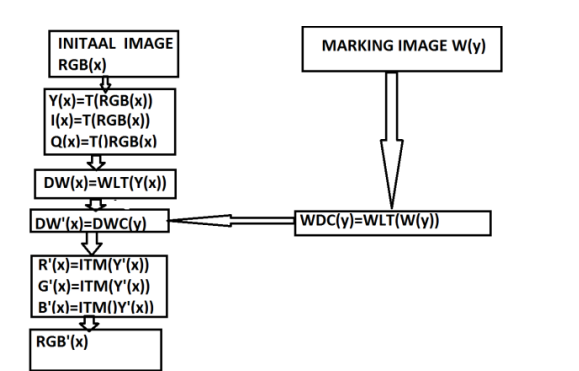 INITAAL IMAGE
RGB(x)
MARKING IMAGE W(y)
Y(x)=T(RGB(x))
I(x)=T(RGB(x))
Q(x)=T()RGB(x)
DW(x)=WLT(Y(x))
DW'(x)=DWC(y)
WDC(y)=WLT(W(y))
R'(x)=ITM(Y'(x))
G'(x)=ITM(Y'(x))
B'(x)=ITM()Y'(x))
RGB'(x)